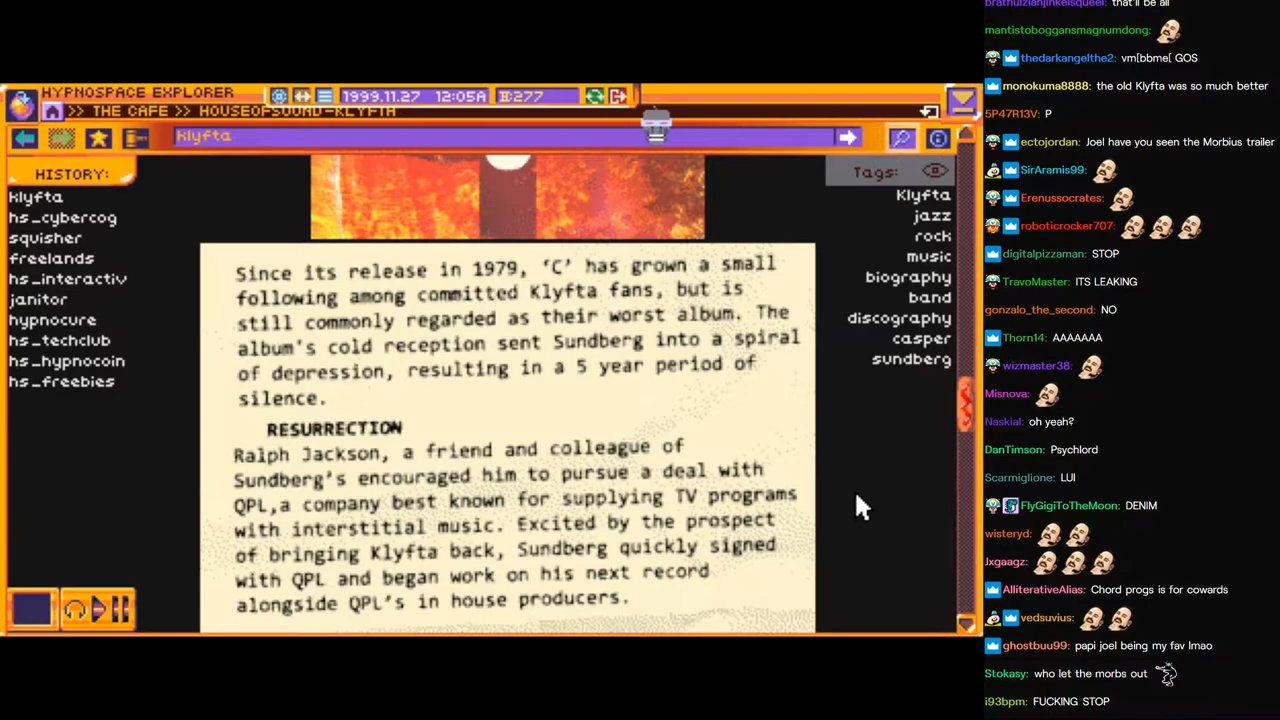 HYPNOSPACE EXPLORER
1999.11.27 12:05A
277
>> THE CAFE >> HOUSEOFSOUND-KLYFTA
Klyfta
HISTORY:
klyfta
hs_cybercog
squisher
freelands
hs_interactiv
janitor
hypnocure
hs_techclub
hs_hypnocoin
hs_freebies
Since its release in 1979, 'C' has grown a small
following among committed Klyfta fans, but is
still commonly regarded as their worst album. The
album's cold reception sent Sundberg into a spiral
of depression, resulting in a 5 year period of
silence.
RESURRECTION
Ralph Jackson, a friend and colleague of
Sundberg's encouraged him to pursue a deal with
QPL,a company best known for supplying TV programs
with interstitial music. Excited by the prospect
of bringing Klyfta back, Sundberg quickly signed
with QPL and began work on his next record
alongside QPL's in house producers.
Tags:
Klyfta
jazz
rock
music
biography
band
discography
casper
sundberg
that'll be all
mantistoboggansmagnumdong:
thedarkangelthe2: vm[bbme[ GOS
monokuma8888: the old Klyfta was so much better
5P47R13V: P
ectojordan: Joel have you seen the Morbius trailer
SirAramis99:
Erenussocrates:
roboticrocker707:
digitalpizzaman: STOP
TravoMaster: ITS LEAKING
gonzalo_the_second: NO
Thorn14: AAAAAAA
wizmaster38:
Misnova:
Naskial: oh yeah?
DanTimson: Psychlord
Scarmiglione: LUI
FlyGigiToTheMoon: DENIM
wisteryd:
Jxgaagz:
AlliterativeAlias: Chord progs is for cowards
vedsuvius:
ghostbuu99: papi joel being my fav lmao
Stokasy: who let the morbs out
i93bpm: FUCKING STOP